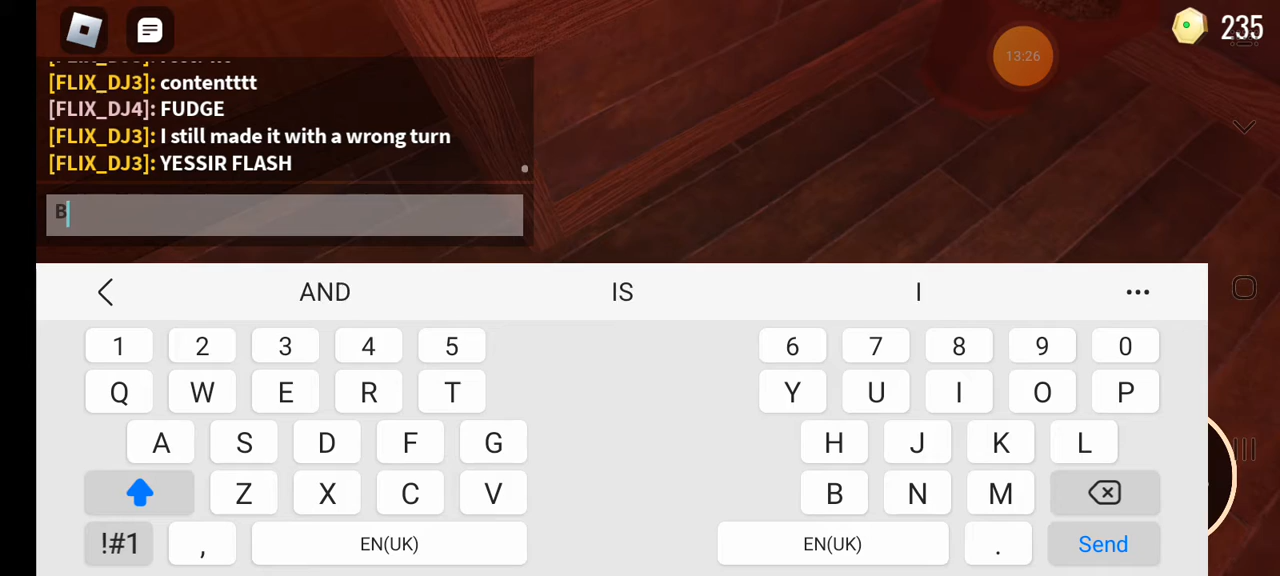 235
13:26
[FLIX_DJ3]: contentttt
[FLIX_DJ4]: FUDGE
[FLIX_DJ3]: I still made it with a wrong turn
[FLIX_DJ3]: YESSIR FLASH
B
AND IS I
1 2 3 4 5 6 7 8 9 0
Q W E R T Y U I O P
A S D F G H J K L
Z X C V B N M
!#1 , EN(UK) EN(UK) . Send